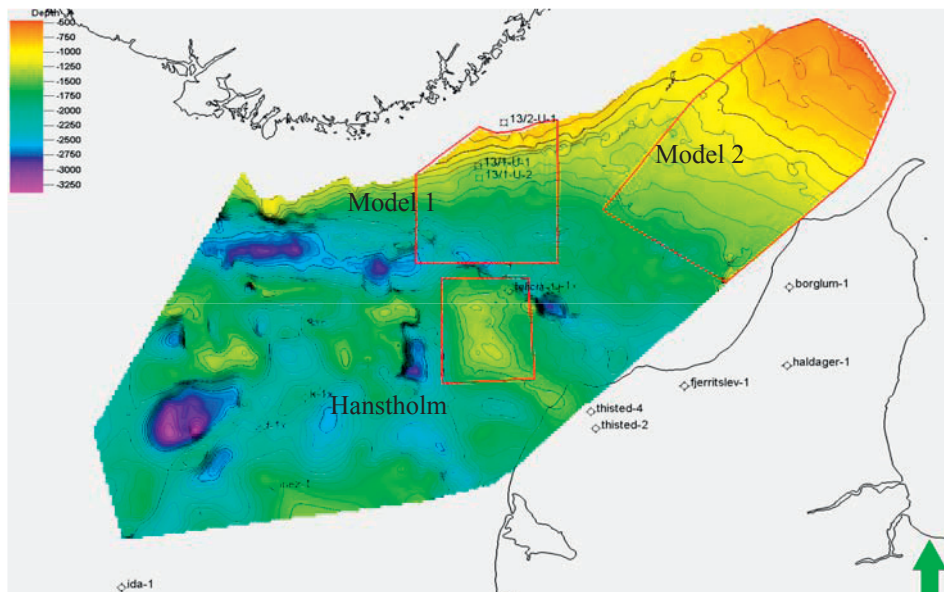 Depth
-500
-750
-1000
-1250
-1500
-1750
-2000
-2250
-2500
-2750
-3000
-3250
13/2-U-1
13/1-U-1
13/1-U-2
Model 2
Model 1
borglum-1
haldager-1
fjerritslev-1
Hanstholm
thisted-4
thisted-2
ida-1